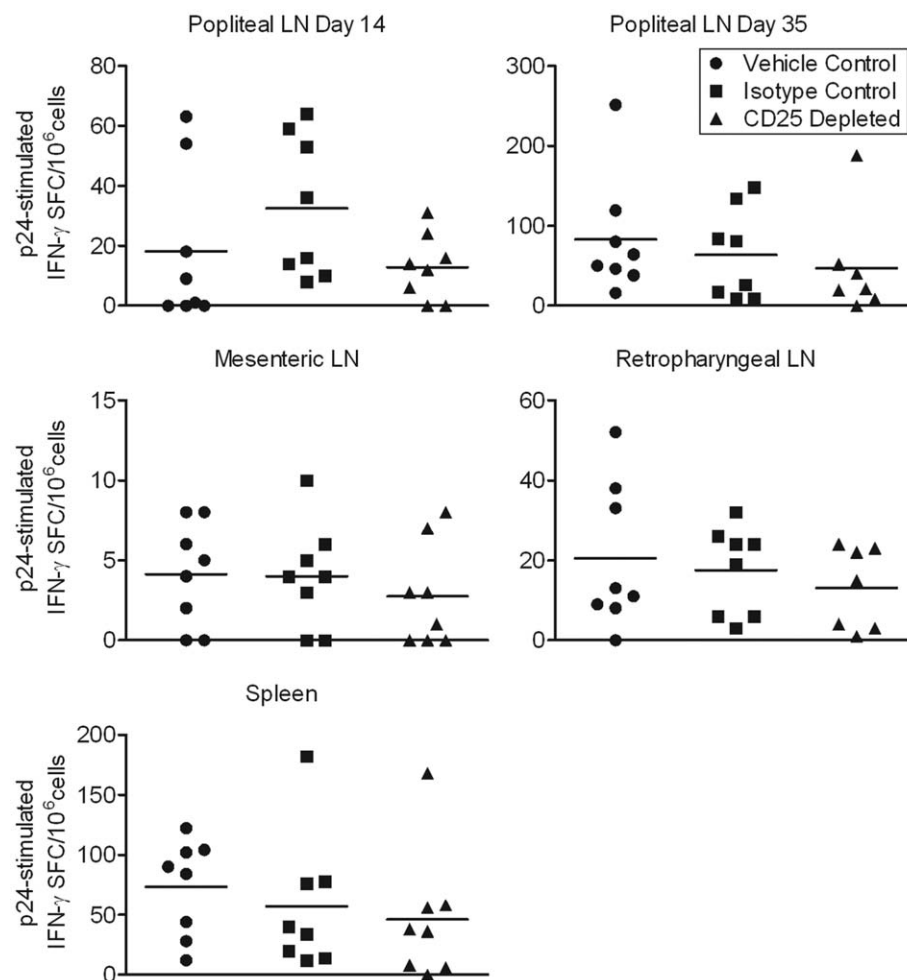 Popliteal LN Day 14
Popliteal LN Day 35
p24-stimulated
IFN-γ SFC/10⁶cells
80
60
40
20
0
300
200
100
0
Vehicle Control
Isotype Control
CD25 Depleted
Mesenteric LN
Retropharyngeal LN
p24-stimulated
IFN-γ SFC/10⁶cells
15
10
5
0
60
40
20
0
Spleen
p24-stimulated
IFN-γ SFC/10⁶cells
200
150
100
50
0